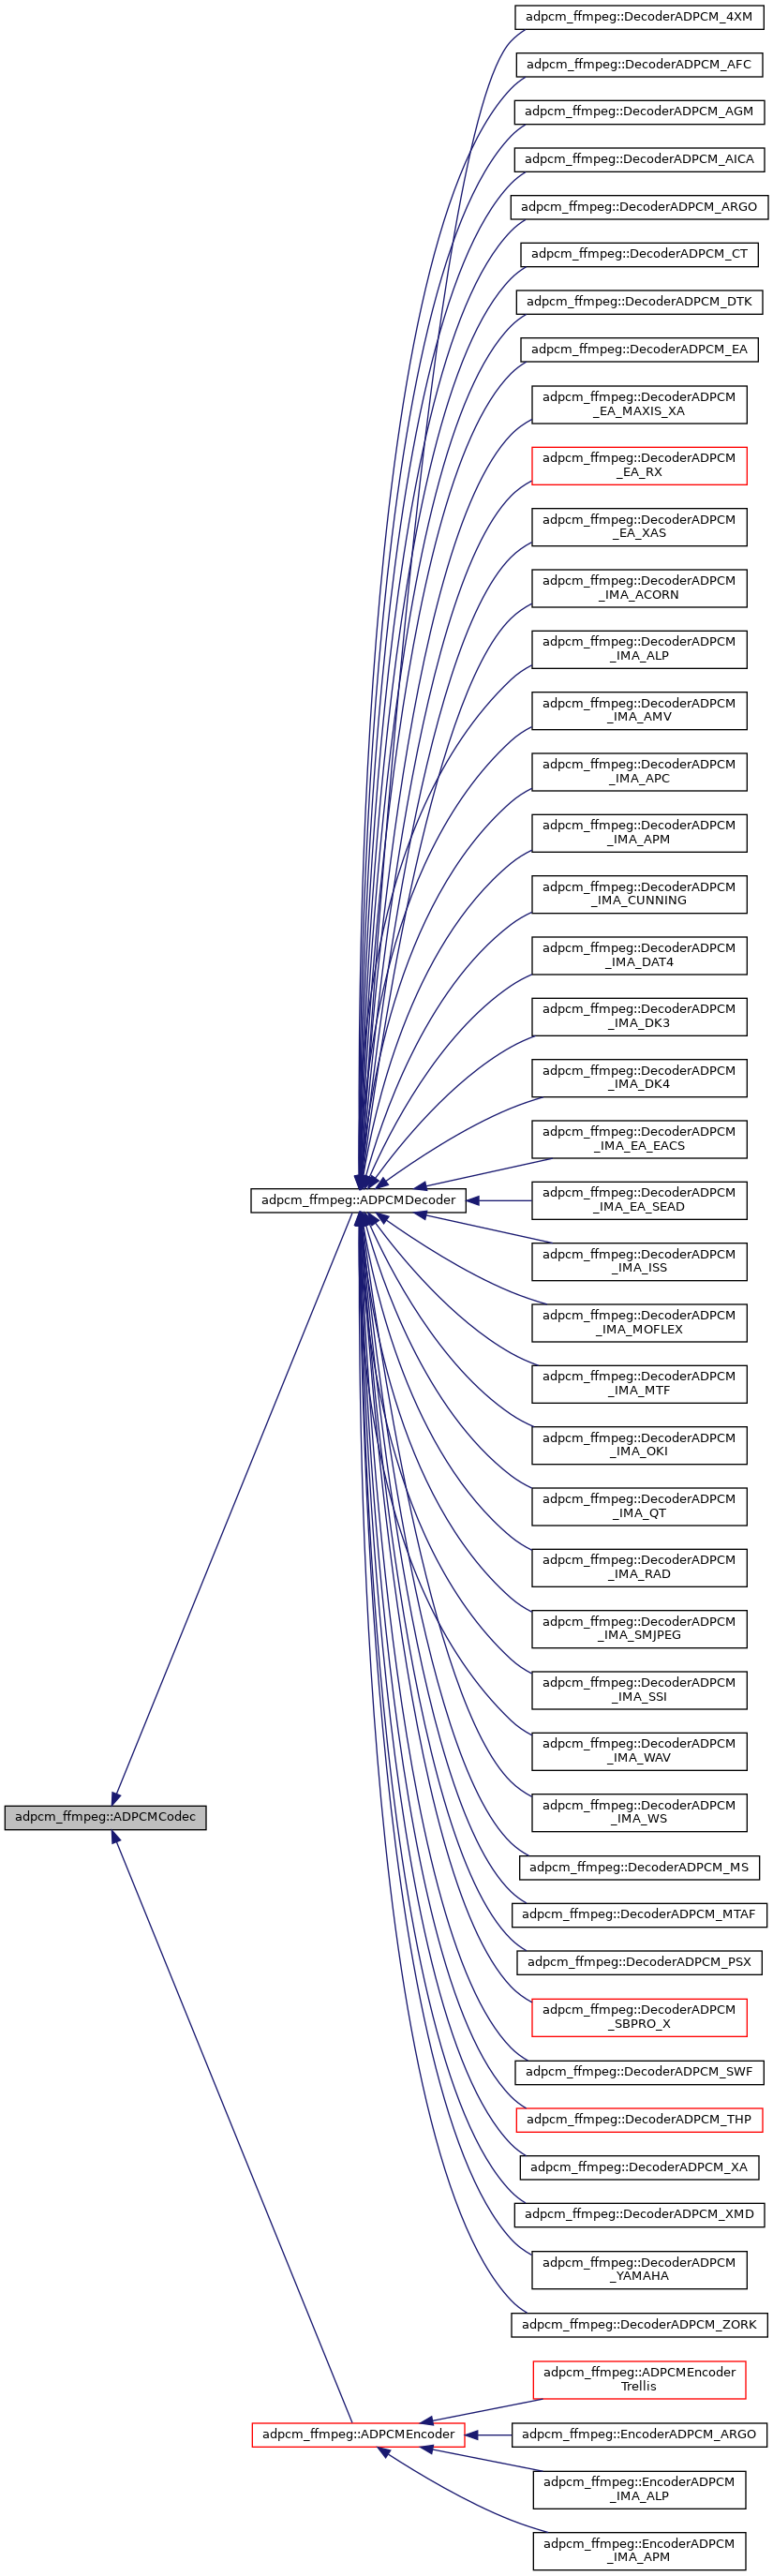 adpcm_ffmpeg::DecoderADPCM_4XM
adpcm_ffmpeg::DecoderADPCM_AFC
adpcm_ffmpeg::DecoderADPCM_AGM
adpcm_ffmpeg::DecoderADPCM_AICA
adpcm_ffmpeg::DecoderADPCM_ARGO
adpcm_ffmpeg::DecoderADPCM_CT
adpcm_ffmpeg::DecoderADPCM_DTK
adpcm_ffmpeg::DecoderADPCM_EA
adpcm_ffmpeg::DecoderADPCM
_EA_MAXIS_XA
adpcm_ffmpeg::DecoderADPCM
_EA_RX
adpcm_ffmpeg::DecoderADPCM
_EA_XAS
adpcm_ffmpeg::DecoderADPCM
_IMA_ACORN
adpcm_ffmpeg::DecoderADPCM
_IMA_ALP
adpcm_ffmpeg::DecoderADPCM
_IMA_AMV
adpcm_ffmpeg::DecoderADPCM
_IMA_APC
adpcm_ffmpeg::DecoderADPCM
_IMA_APM
adpcm_ffmpeg::DecoderADPCM
_IMA_CUNNING
adpcm_ffmpeg::DecoderADPCM
_IMA_DAT4
adpcm_ffmpeg::DecoderADPCM
_IMA_DK3
adpcm_ffmpeg::DecoderADPCM
_IMA_DK4
adpcm_ffmpeg::DecoderADPCM
_IMA_EA_EACS
adpcm_ffmpeg::ADPCMDecoder
adpcm_ffmpeg::DecoderADPCM
_IMA_EA_SEAD
adpcm_ffmpeg::DecoderADPCM
_IMA_ISS
adpcm_ffmpeg::DecoderADPCM
_IMA_MOFLEX
adpcm_ffmpeg::DecoderADPCM
_IMA_MTF
adpcm_ffmpeg::DecoderADPCM
_IMA_OKI
adpcm_ffmpeg::DecoderADPCM
_IMA_QT
adpcm_ffmpeg::DecoderADPCM
_IMA_RAD
adpcm_ffmpeg::DecoderADPCM
_IMA_SMJPEG
adpcm_ffmpeg::DecoderADPCM
_IMA_SSI
adpcm_ffmpeg::DecoderADPCM
_IMA_WAV
adpcm_ffmpeg::DecoderADPCM
_IMA_WS
adpcm_ffmpeg::ADPCMCodec
adpcm_ffmpeg::DecoderADPCM_MS
adpcm_ffmpeg::DecoderADPCM_MTAF
adpcm_ffmpeg::DecoderADPCM_PSX
adpcm_ffmpeg::DecoderADPCM
_SBPRO_X
adpcm_ffmpeg::DecoderADPCM_SWF
adpcm_ffmpeg::DecoderADPCM_THP
adpcm_ffmpeg::DecoderADPCM_XA
adpcm_ffmpeg::DecoderADPCM_XMD
adpcm_ffmpeg::DecoderADPCM
_YAMAHA
adpcm_ffmpeg::DecoderADPCM_ZORK
adpcm_ffmpeg::ADPCMEncoder
Trellis
adpcm_ffmpeg::ADPCMEncoder
adpcm_ffmpeg::EncoderADPCM_ARGO
adpcm_ffmpeg::EncoderADPCM
_IMA_ALP
adpcm_ffmpeg::EncoderADPCM
_IMA_APM